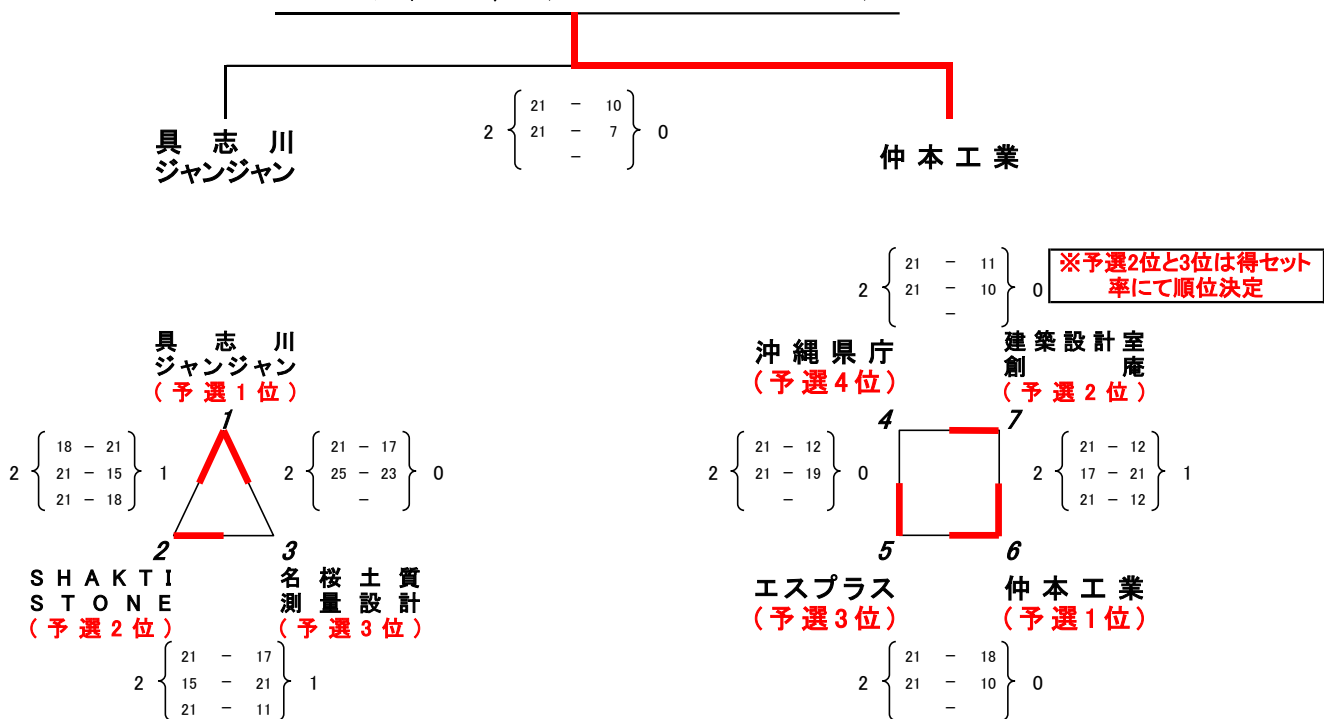 2 21 - 10 0
21 - 7
-
具志川
ジャンジャン
仲本工業
2 21 - 11 0
21 - 10
-
※予選2位と3位は得セット
率にて順位決定
具志川
ジャンジャン
(予選1位)
沖縄県庁
(予選4位)
建築設計室
創庵
(予選2位)
1
4
7
2 18 - 21 1
21 - 15
21 - 18
2 21 - 17 0
25 - 23
-
2 21 - 12 0
21 - 19
-
2 21 - 12 1
17 - 21
21 - 12
2
3
5
6
SHAKTI
STONE
(予選2位)
名桜土質
測量設計
(予選3位)
エスプラス
(予選3位)
仲本工業
(予選1位)
2 21 - 17 1
15 - 21
21 - 11
2 21 - 18 0
21 - 10
-